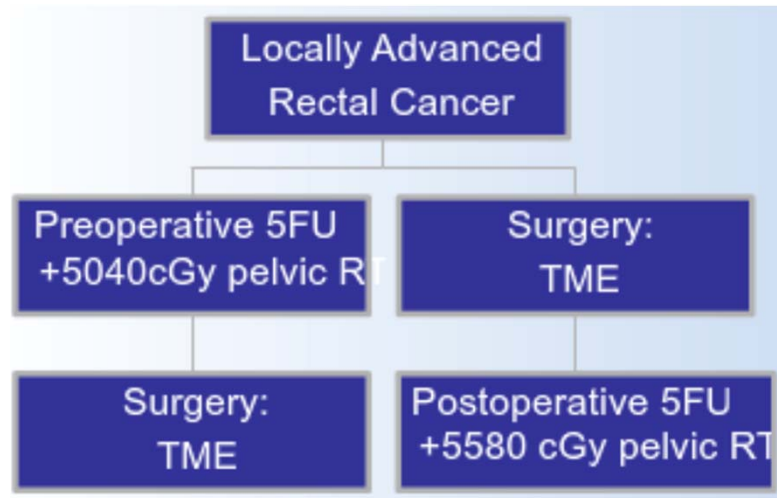 Locally Advanced
Rectal Cancer
Preoperative 5FU
+5040cGy pelvic RT
Surgery:
TME
Surgery:
TME
Postoperative 5FU
+5580 cGy pelvic RT